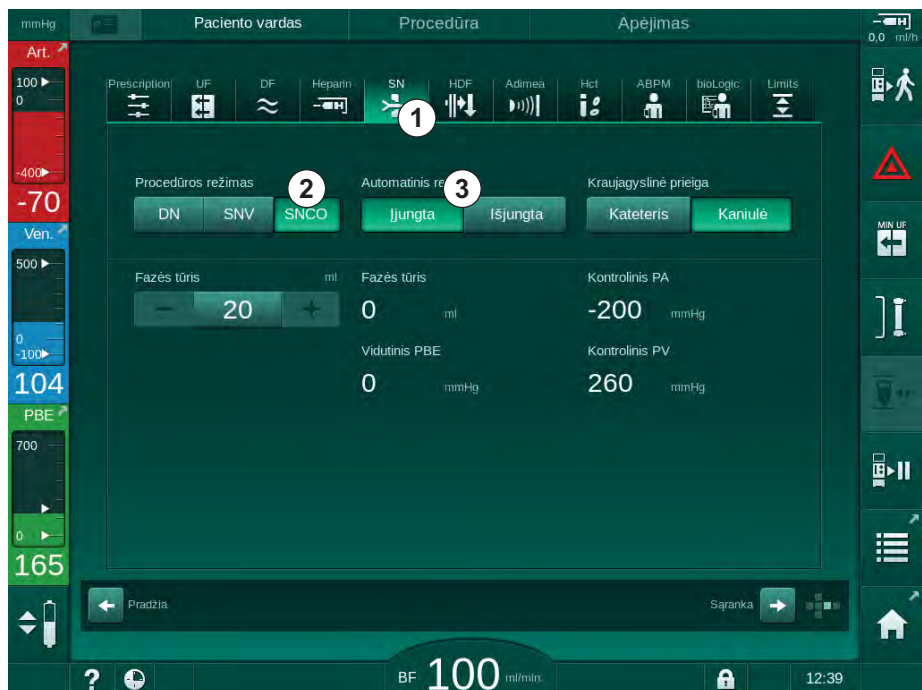 mmHg
Paciento vardas
Procedūra
Apėjimas
0,0 ml/h
Art.
100
0
-400
-70
Ven.
500
0
-100
104
PBE
700
0
165
Prescription
UF
DF
Heparin
SN
HDF
Adimea
Hct
ABPM
bioLogic
Limits
1
Procedūros režimas
2
Automatinis re
3
Kraujagyslinė prieiga
DN
SNV
SNCO
Įjungta
Išjungta
Kateteris
Kaniulė
Fazės tūris ml
20
Fazės tūris
0 ml
Kontrolinis PA
-200 mmHg
Vidutinis PBE
0 mmHg
Kontrolinis PV
260 mmHg
MIN UF
Pradžia
Sąranka
? BF 100 ml/min. 12:39